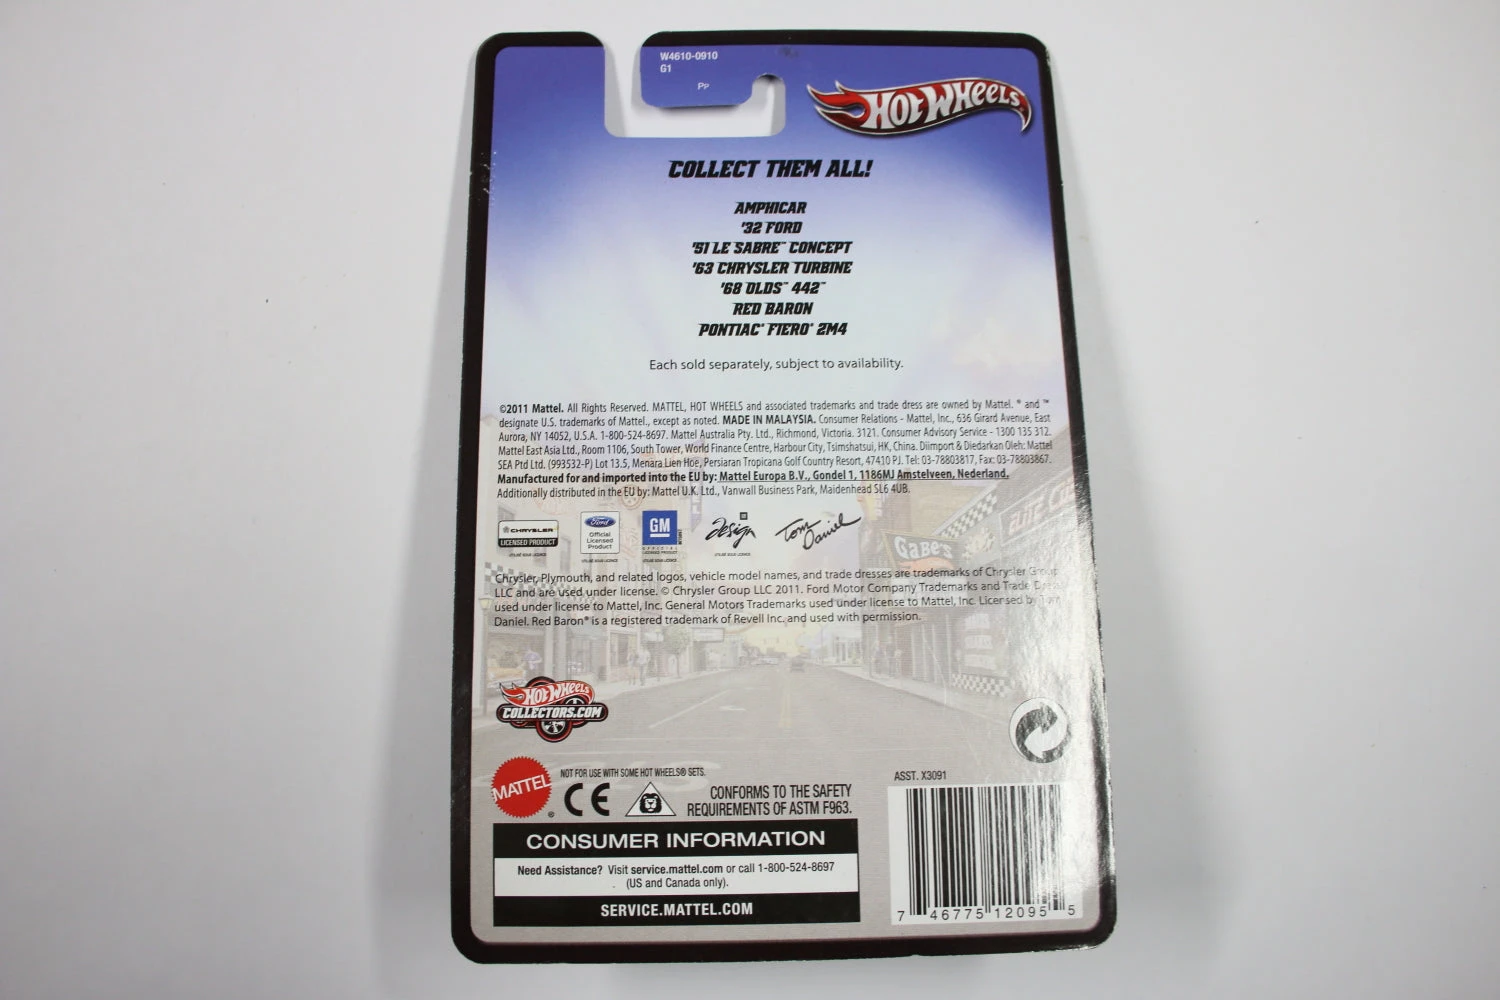 W4610-0910
G1
PP
HOT WHEELS
COLLECT THEM ALL!
AMPHICAR
'32 FORD
'51 LE SABRE™ CONCEPT
'63 CHRYSLER TURBINE
'68 OLDS™ 442™
RED BARON
PONTIAC® FIERO® 2M4
Each sold separately, subject to availability.
©2011 Mattel. All Rights Reserved. MATTEL, HOT WHEELS and associated trademarks and trade dress are owned by Mattel. ® and ™
designate U.S. trademarks of Mattel., except as noted. MADE IN MALAYSIA. Consumer Relations - Mattel, Inc., 636 Girard Avenue, East
Aurora, NY 14052, U.S.A. 1-800-524-8697. Mattel Australia Pty. Ltd., Richmond, Victoria. 3121. Consumer Advisory Service - 1300 135 312.
Mattel East Asia Ltd., Room 1106, South Tower, World Finance Centre, Harbour City, Tsimshatsui, HK, China. Diimport & Diedarkan Oleh: Mattel
SEA Ptd Ltd. (993532-P) Lot 13.5, Menara Lien Hoe, Persiaran Tropicana Golf Country Resort, 47410 PJ. Tel: 03-78803817, Fax: 03-78803867.
Manufactured for and imported into the EU by: Mattel Europa B.V., Gondel 1, 1186MJ Amstelveen, Nederland.
Additionally distributed in the EU by: Mattel U.K. Ltd., Vanwall Business Park, Maidenhead SL6 4UB.
CHRYSLER
LICENSED PRODUCT
Ford
Official
Licensed
Product
GM
OFFICIAL
LICENSED PRODUCT
Design
Tom
Daniel
GABE'S
Chrysler, Plymouth, and related logos, vehicle model names, and trade dresses are trademarks of Chrysler Group
LLC and are used under license. © Chrysler Group LLC 2011. Ford Motor Company Trademarks and Trade Dress
used under license to Mattel, Inc. General Motors Trademarks used under license to Mattel, Inc. Licensed by Tom
Daniel. Red Baron® is a registered trademark of Revell Inc. and used with permission.
HOT WHEELS
COLLECTORS.COM
MATTEL
®
NOT FOR USE WITH SOME HOT WHEELS® SETS.
CE
CONFORMS TO THE SAFETY
REQUIREMENTS OF ASTM F963.
CONSUMER INFORMATION
Need Assistance? Visit service.mattel.com or call 1-800-524-8697
(US and Canada only).
SERVICE.MATTEL.COM
ASST. X3091
7 46775 12095 5